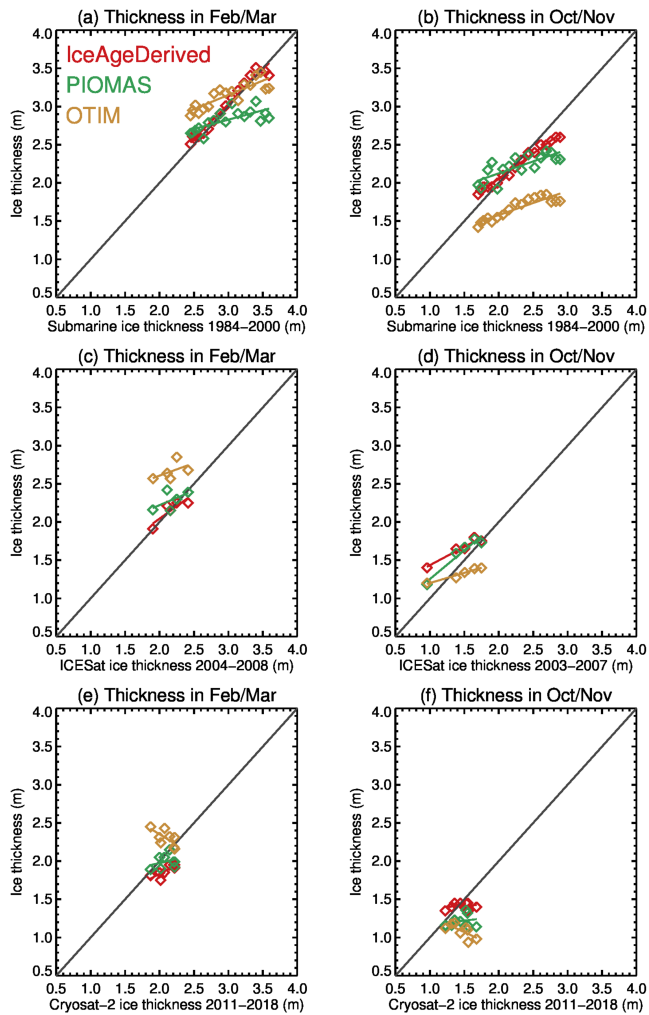 (a) Thickness in Feb/Mar
4.0
3.5
3.0
2.5
2.0
1.5
1.0
0.5
Ice thickness (m)
IceAgeDerived
PIOMAS
OTIM
0.5 1.0 1.5 2.0 2.5 3.0 3.5 4.0
Submarine ice thickness 1984−2000 (m)
(b) Thickness in Oct/Nov
4.0
3.5
3.0
2.5
2.0
1.5
1.0
0.5
Ice thickness (m)
0.5 1.0 1.5 2.0 2.5 3.0 3.5 4.0
Submarine ice thickness 1984−2000 (m)
(c) Thickness in Feb/Mar
4.0
3.5
3.0
2.5
2.0
1.5
1.0
0.5
Ice thickness (m)
0.5 1.0 1.5 2.0 2.5 3.0 3.5 4.0
ICESat ice thickness 2004−2008 (m)
(d) Thickness in Oct/Nov
4.0
3.5
3.0
2.5
2.0
1.5
1.0
0.5
Ice thickness (m)
0.5 1.0 1.5 2.0 2.5 3.0 3.5 4.0
ICESat ice thickness 2003−2007 (m)
(e) Thickness in Feb/Mar
4.0
3.5
3.0
2.5
2.0
1.5
1.0
0.5
Ice thickness (m)
0.5 1.0 1.5 2.0 2.5 3.0 3.5 4.0
Cryosat−2 ice thickness 2011−2018 (m)
(f) Thickness in Oct/Nov
4.0
3.5
3.0
2.5
2.0
1.5
1.0
0.5
Ice thickness (m)
0.5 1.0 1.5 2.0 2.5 3.0 3.5 4.0
Cryosat−2 ice thickness 2011−2018 (m)